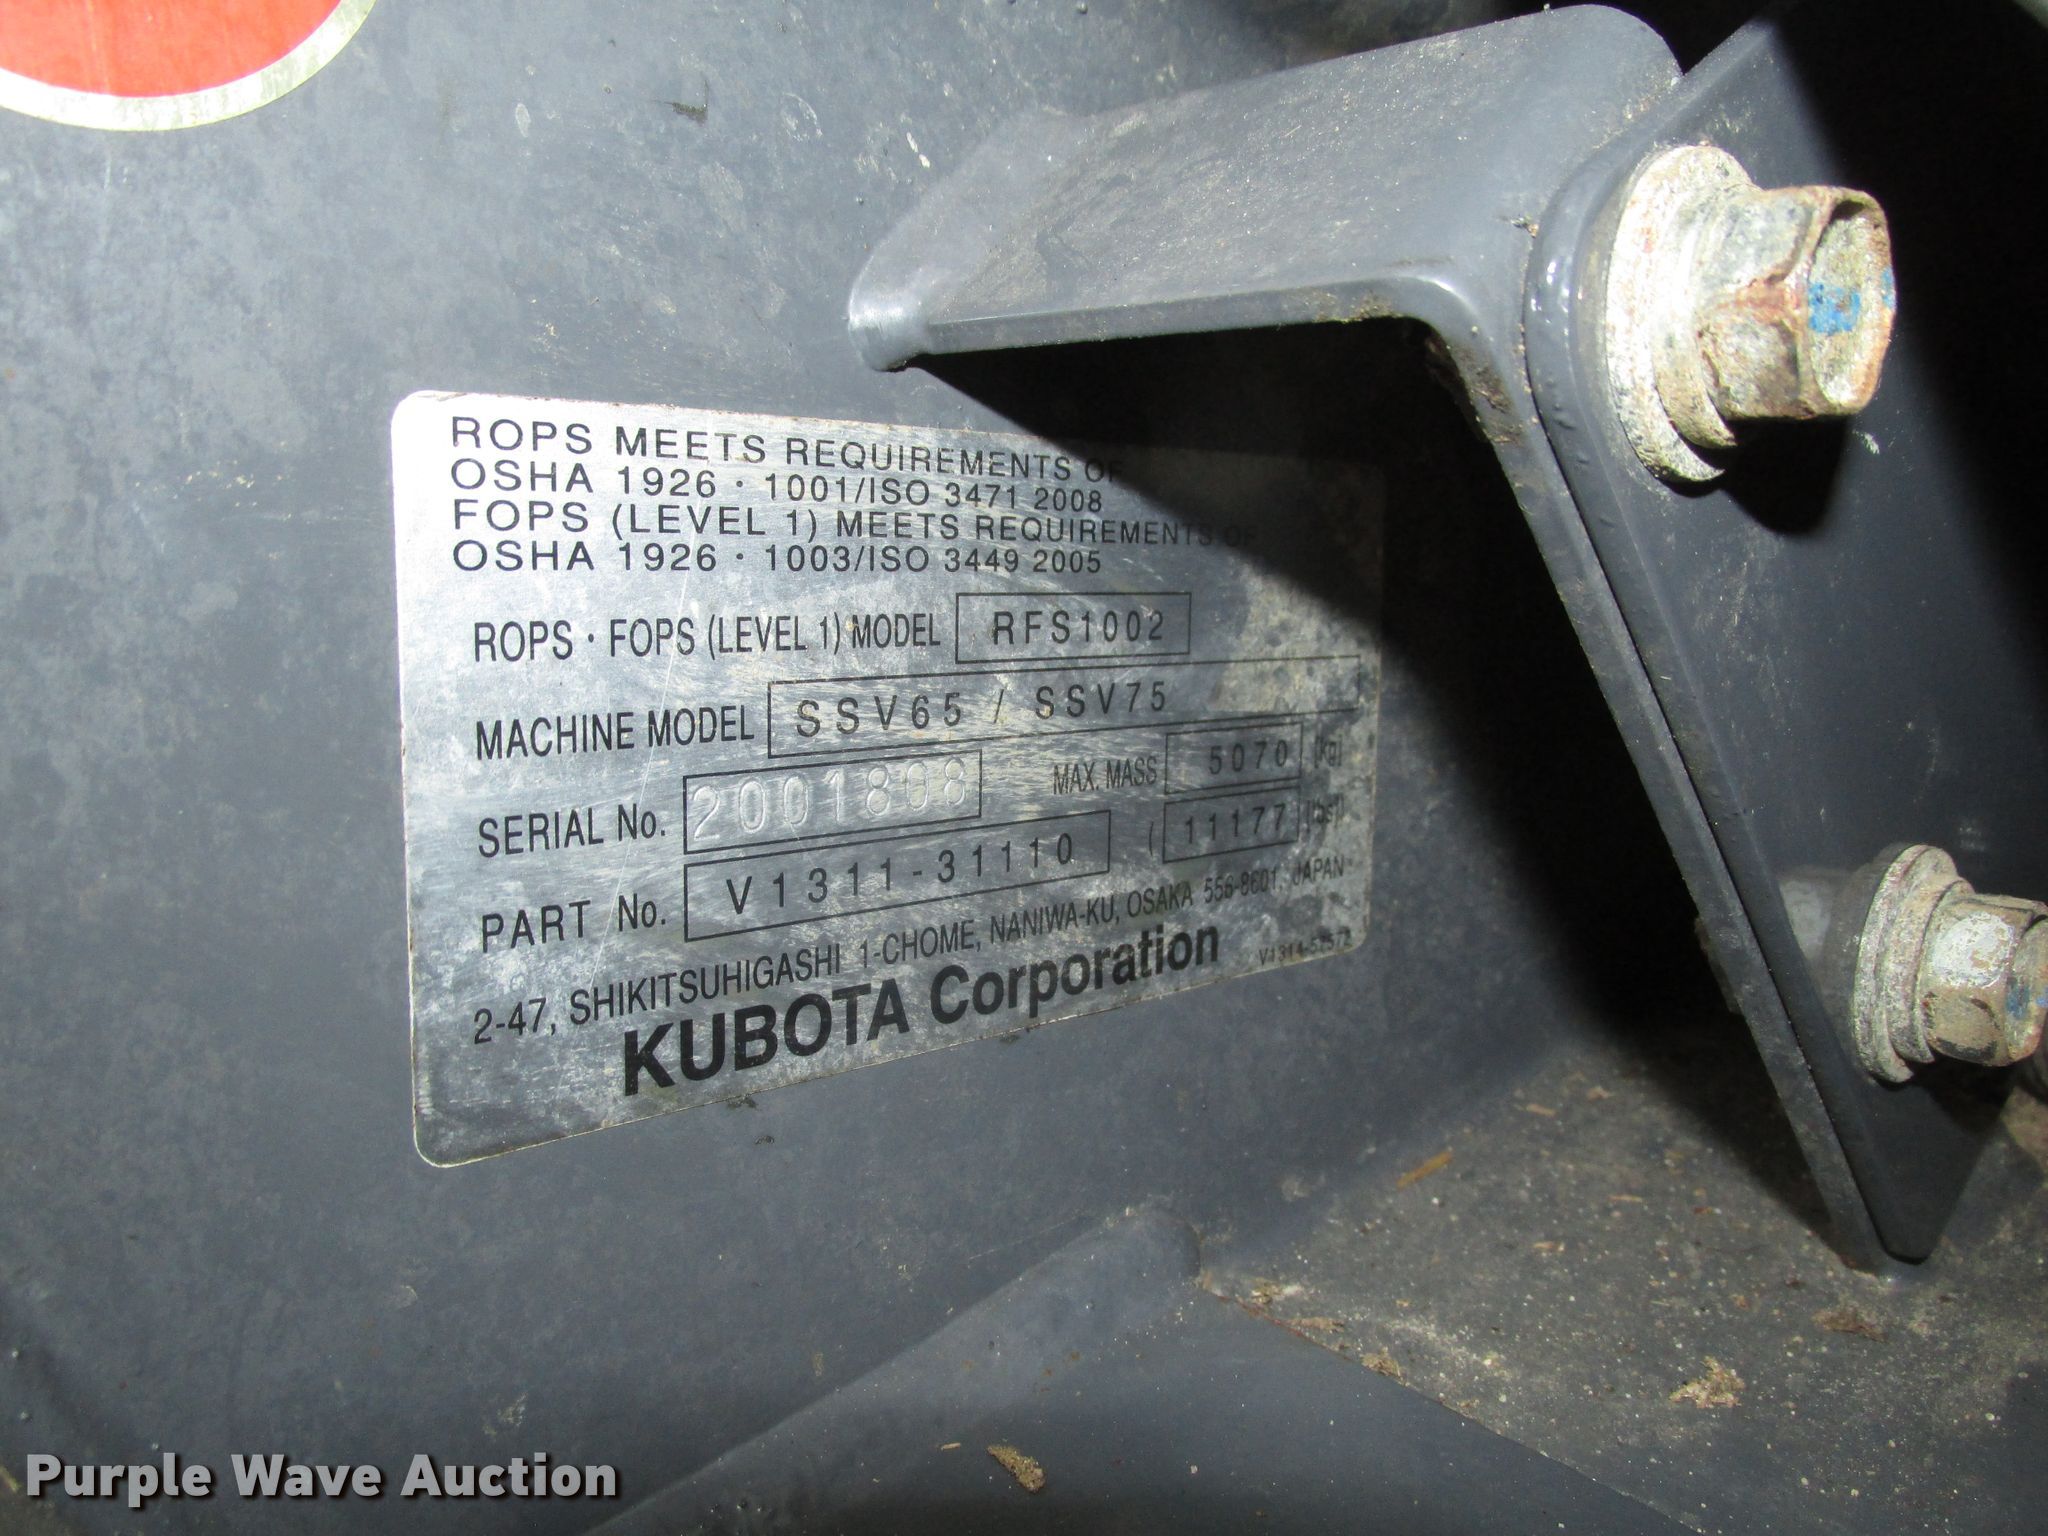 ROPS MEETS REQUIREMENTS OF
OSHA 1926 · 1001/ISO 3471 2008
FOPS (LEVEL 1) MEETS REQUIREMENTS OF
OSHA 1926 · 1003/ISO 3449 2005
ROPS · FOPS (LEVEL 1) MODEL RFS1002
MACHINE MODEL SSV65 / SSV75
SERIAL No. 2001808 MAX. MASS 5070 [kg]
PART No. V1311-31110 ( 11177 [lbs])
2-47, SHIKITSUHIGASHI 1-CHOME, NANIWA-KU, OSAKA 556-8601, JAPAN
KUBOTA Corporation
Purple Wave Auction